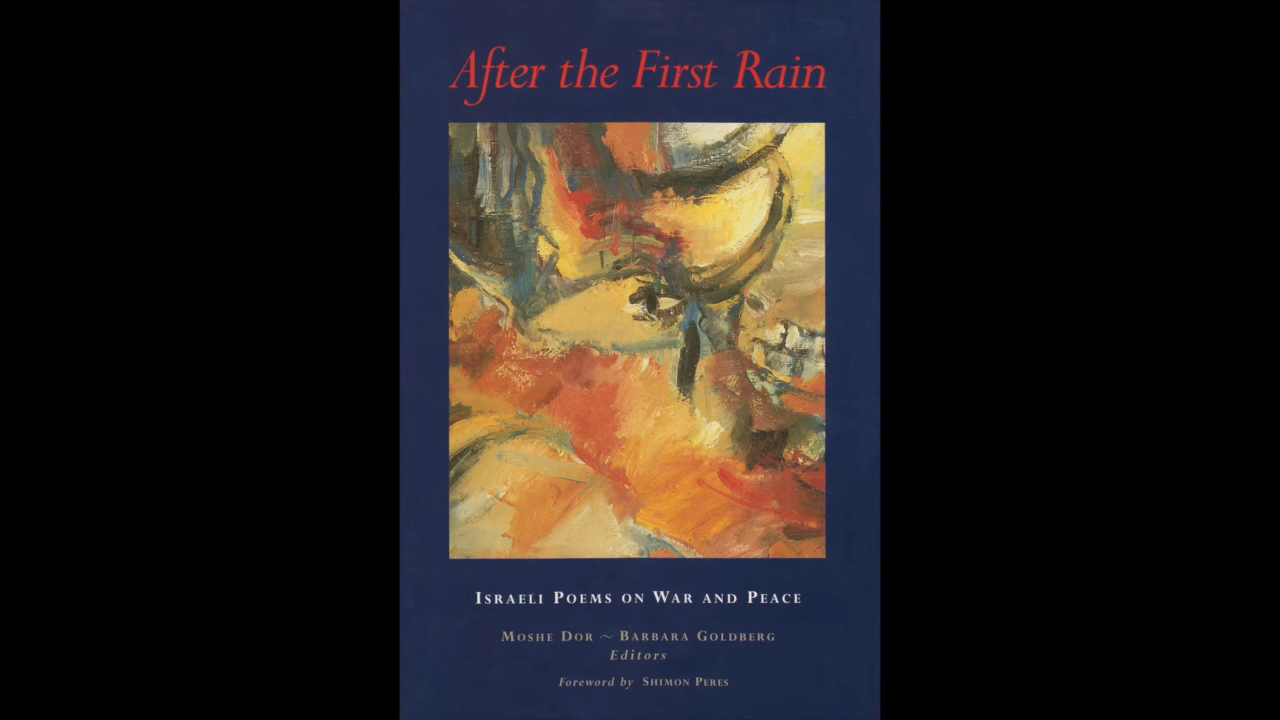 After the First Rain
Israeli Poems on War and Peace
Moshe Dor ~ Barbara Goldberg
Editors
Foreword by Shimon Peres